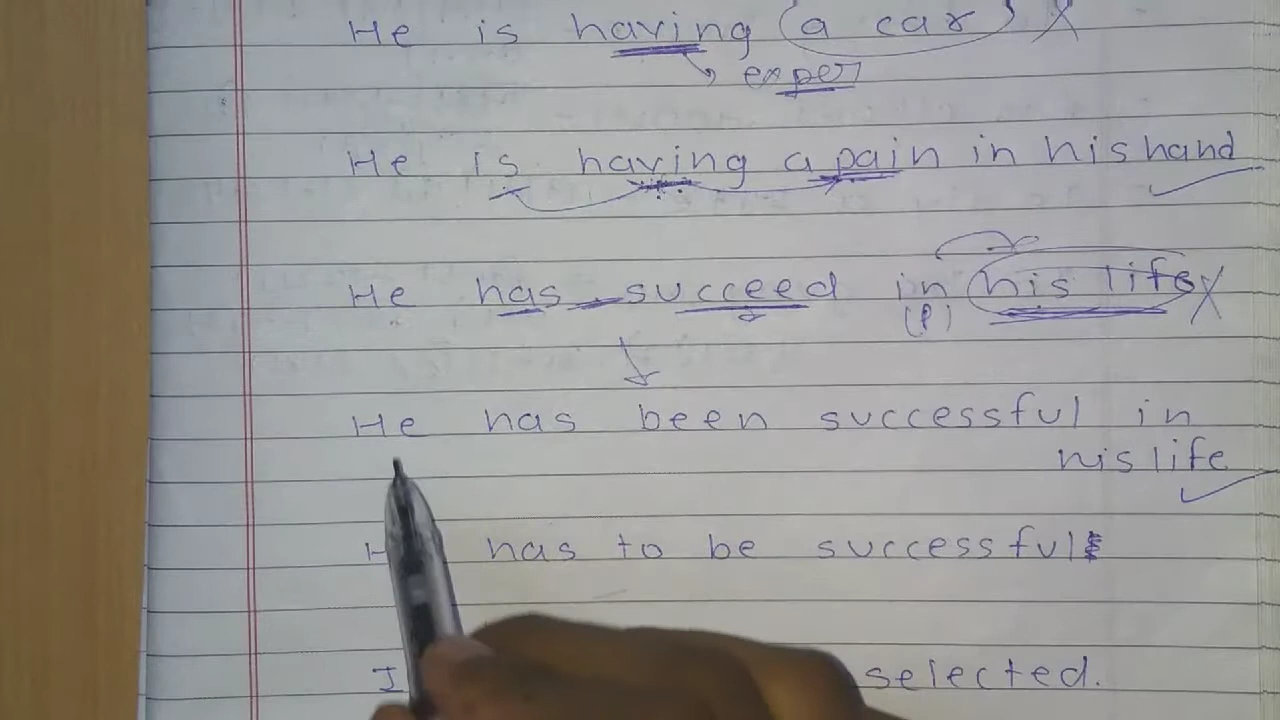 He is having (a car) X
exper
He is having a pain in his hand
He has succeed in his life X
(P)
He has been successful in
his life
has to be successful
I selected.